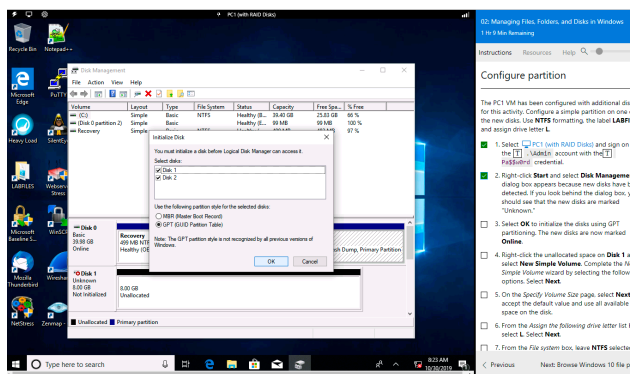 PC1 (with RAID Disks)
Recycle Bin
Notepad++
Microsoft Edge
PuTTY
Heavy Load
SilentEye
LABFILES
Webserv Stress
Microsoft Baseline S...
WinSCP
Mozilla Thunderbird
Wireshar
NetStress
Zenmap -
Disk Management
File Action View Help
Volume Layout Type File System Status Capacity Free Spa... % Free
(C:) Simple Basic NTFS Healthy (B... 39.40 GB 25.83 GB 66 %
(Disk 0 partition 2) Simple Basic Healthy (E... 99 MB 99 MB 100 %
Recovery Simple Basic NTFS Healthy 97 %
Initialize Disk
You must initialize a disk before Logical Disk Manager can access it.
Select disks:
Disk 1
Disk 2
Use the following partition style for the selected disks:
MBR (Master Boot Record)
GPT (GUID Partition Table)
Note: The GPT partition style is not recognized by all previous versions of
Windows.
OK Cancel
Disk 0
Basic
39.98 GB
Online
Recovery
499 MB NTF
Healthy (OE
sh Dump, Primary Partition)
Disk 1
Unknown
8.00 GB
Not Initialized
8.00 GB
Unallocated
Unallocated Primary partition
Type here to search
8:23 AM
10/30/2019
02: Managing Files, Folders, and Disks in Windows
1 Hr 9 Min Remaining
Instructions Resources Help
Configure partition
The PC1 VM has been configured with additional dis
for this activity. Configure a simple partition on one o
the new disks. Use NTFS formatting, the label LABFI
and assign drive letter L.
1. Select PC1 (with RAID Disks) and sign on
the T .\Admin account with the T
Pa$$w0rd credential.
2. Right-click Start and select Disk Manageme
dialog box appears because new disks have b
detected. If you look behind the dialog box, y
should see that the new disks are marked
"Unknown."
3. Select OK to initialize the disks using GPT
partitioning. The new disks are now marked
Online.
4. Right-click the unallocated space on Disk 1 a
select New Simple Volume. Complete the Ne
Simple Volume wizard by selecting the follow
options. Select Next.
5. On the Specify Volume Size page, select Next
accept the default value and use all available
space on the disk.
6. From the Assign the following drive letter list b
select L. Select Next.
7. From the File system box, leave NTFS selected
Previous Next: Browse Windows 10 file p